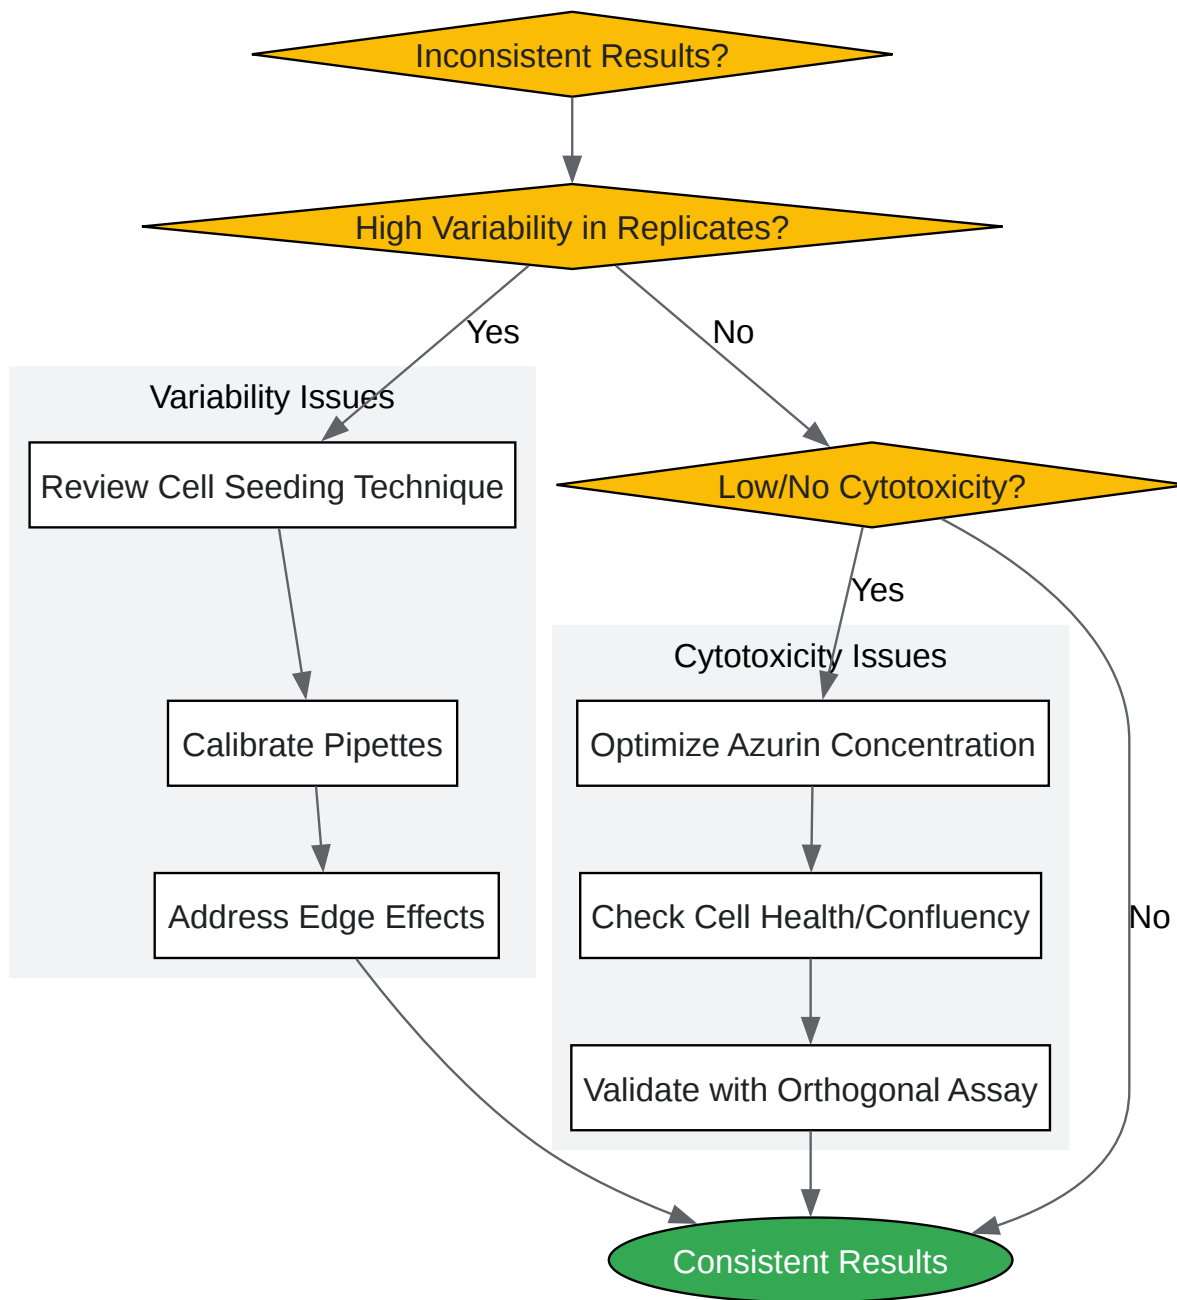 Inconsistent Results?
High Variability in Replicates?
Yes
No
Variability Issues
Review Cell Seeding Technique
Low/No Cytotoxicity?
Yes
Cytotoxicity Issues
Calibrate Pipettes
Optimize Azurin Concentration
Address Edge Effects
Check Cell Health/Confluency
No
Validate with Orthogonal Assay
Consistent Results